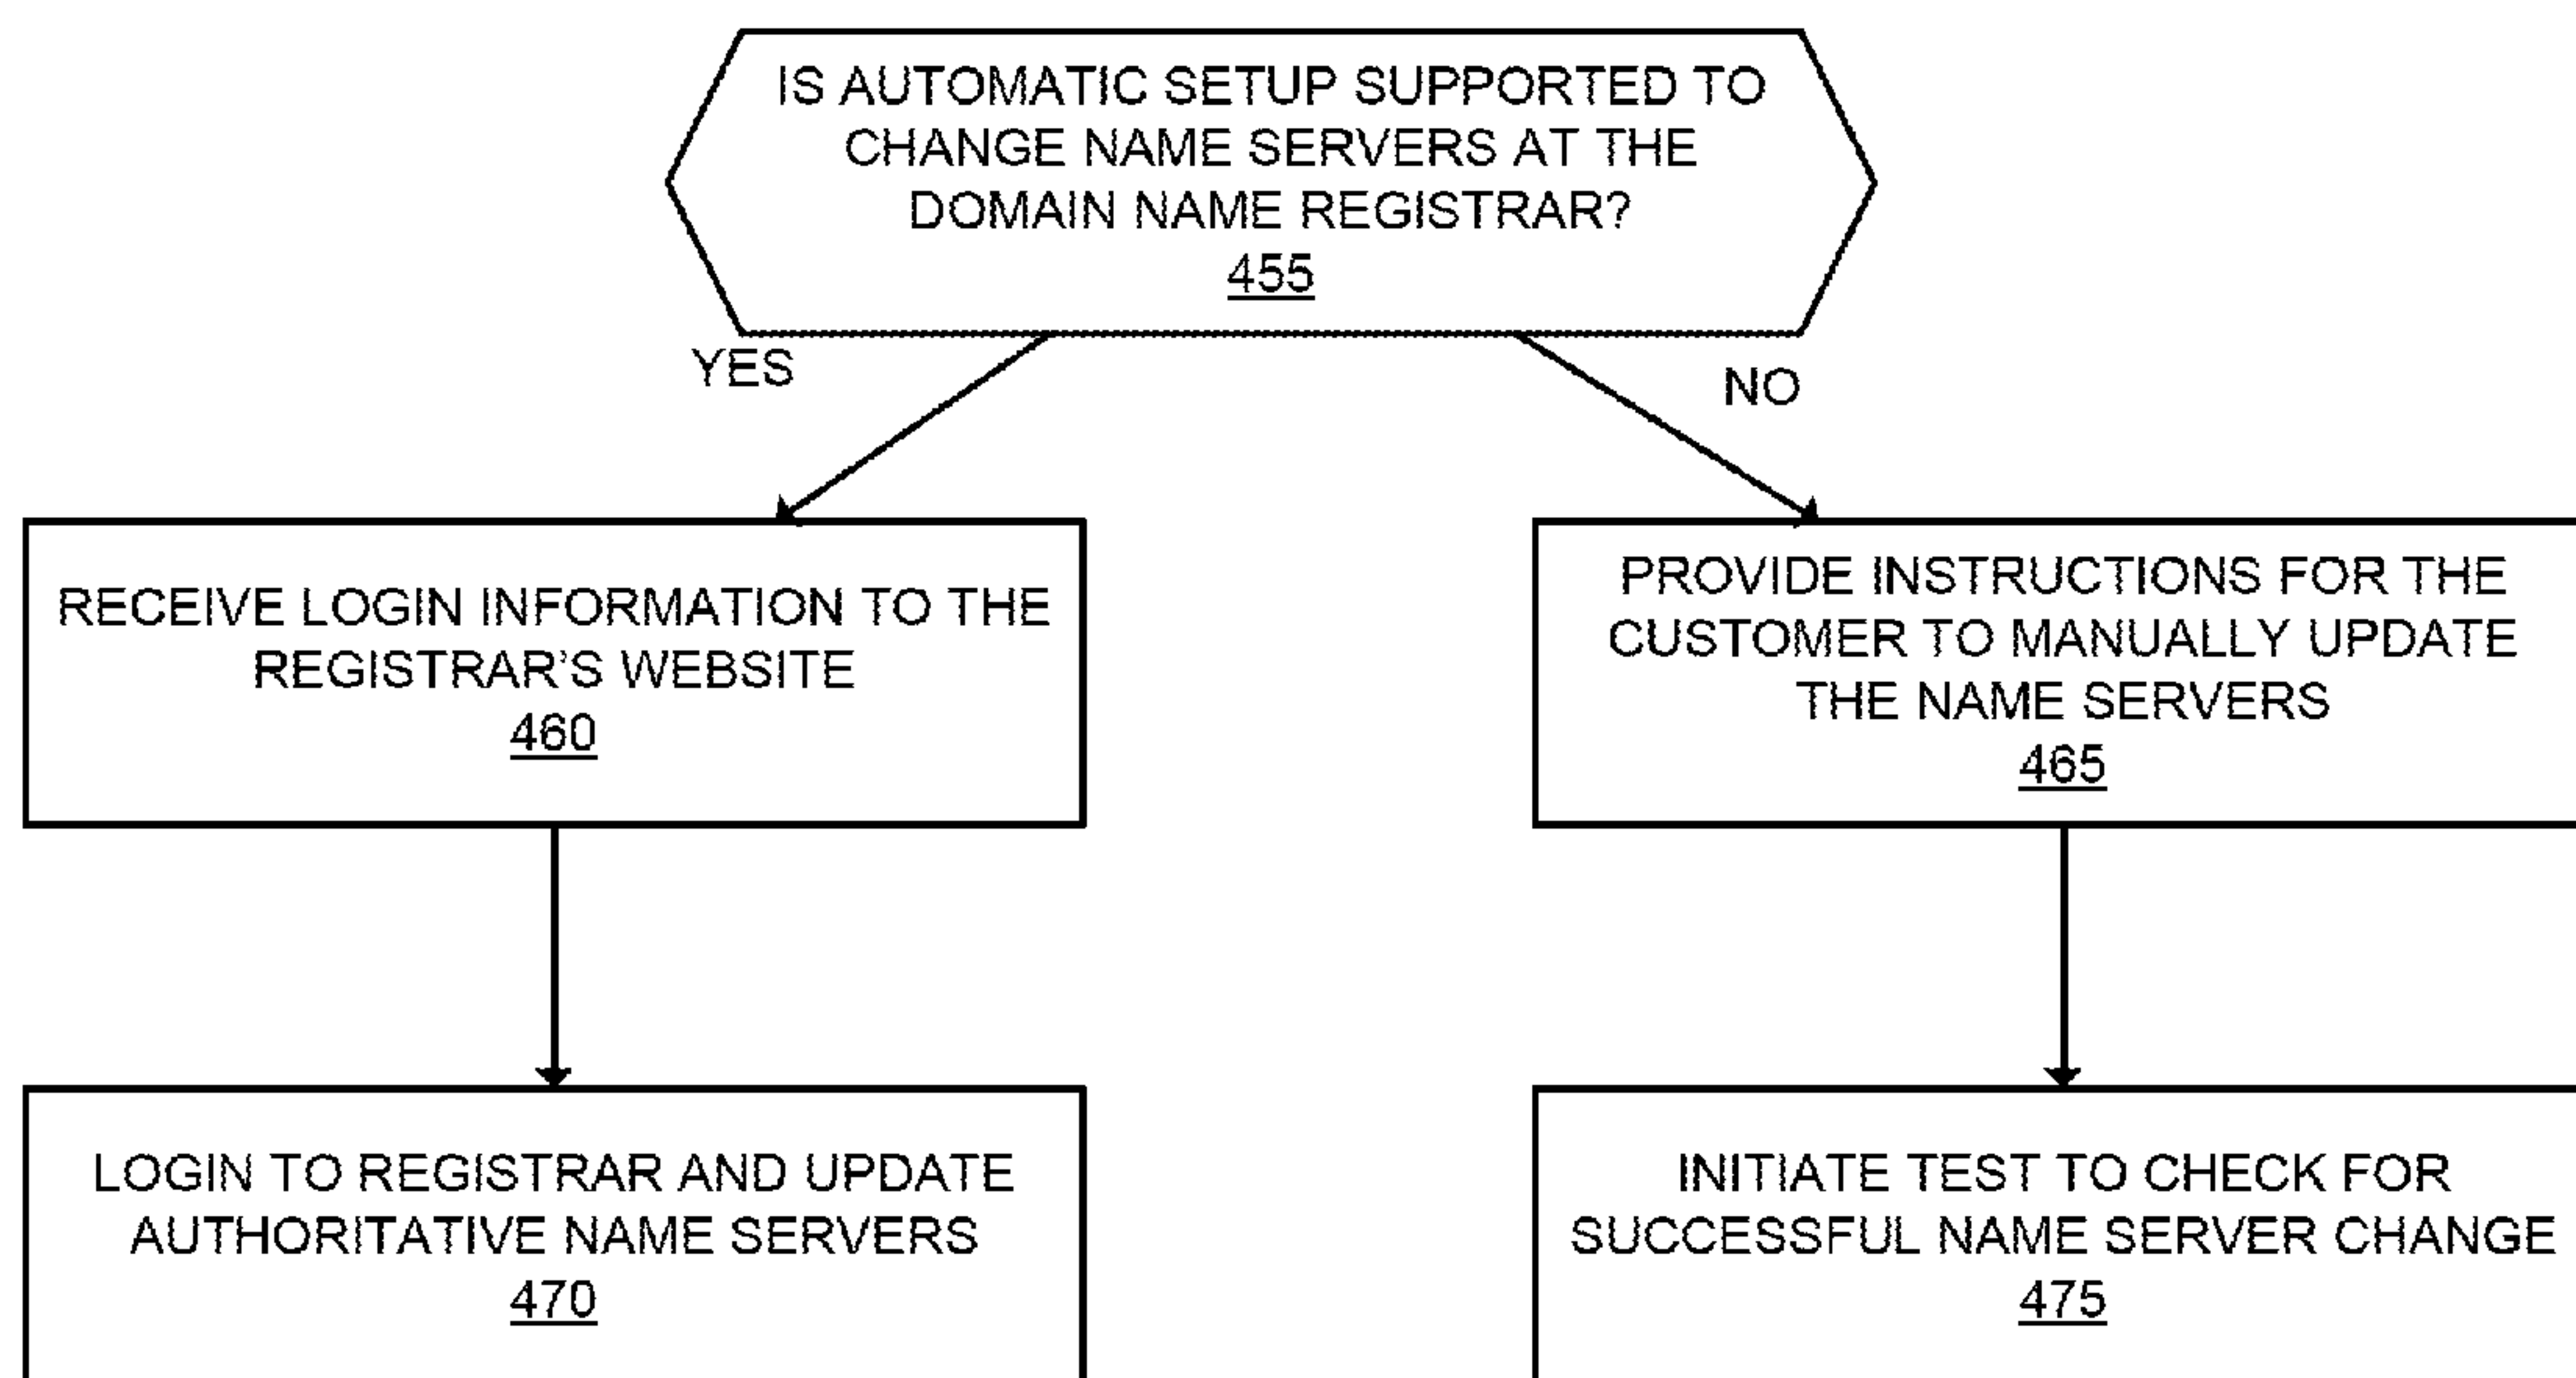 IS AUTOMATIC SETUP SUPPORTED TO
CHANGE NAME SERVERS AT THE
DOMAIN NAME REGISTRAR?
455
YES
NO
RECEIVE LOGIN INFORMATION TO THE
REGISTRAR'S WEBSITE
460
PROVIDE INSTRUCTIONS FOR THE
CUSTOMER TO MANUALLY UPDATE
THE NAME SERVERS
465
LOGIN TO REGISTRAR AND UPDATE
AUTHORITATIVE NAME SERVERS
470
INITIATE TEST TO CHECK FOR
SUCCESSFUL NAME SERVER CHANGE
475